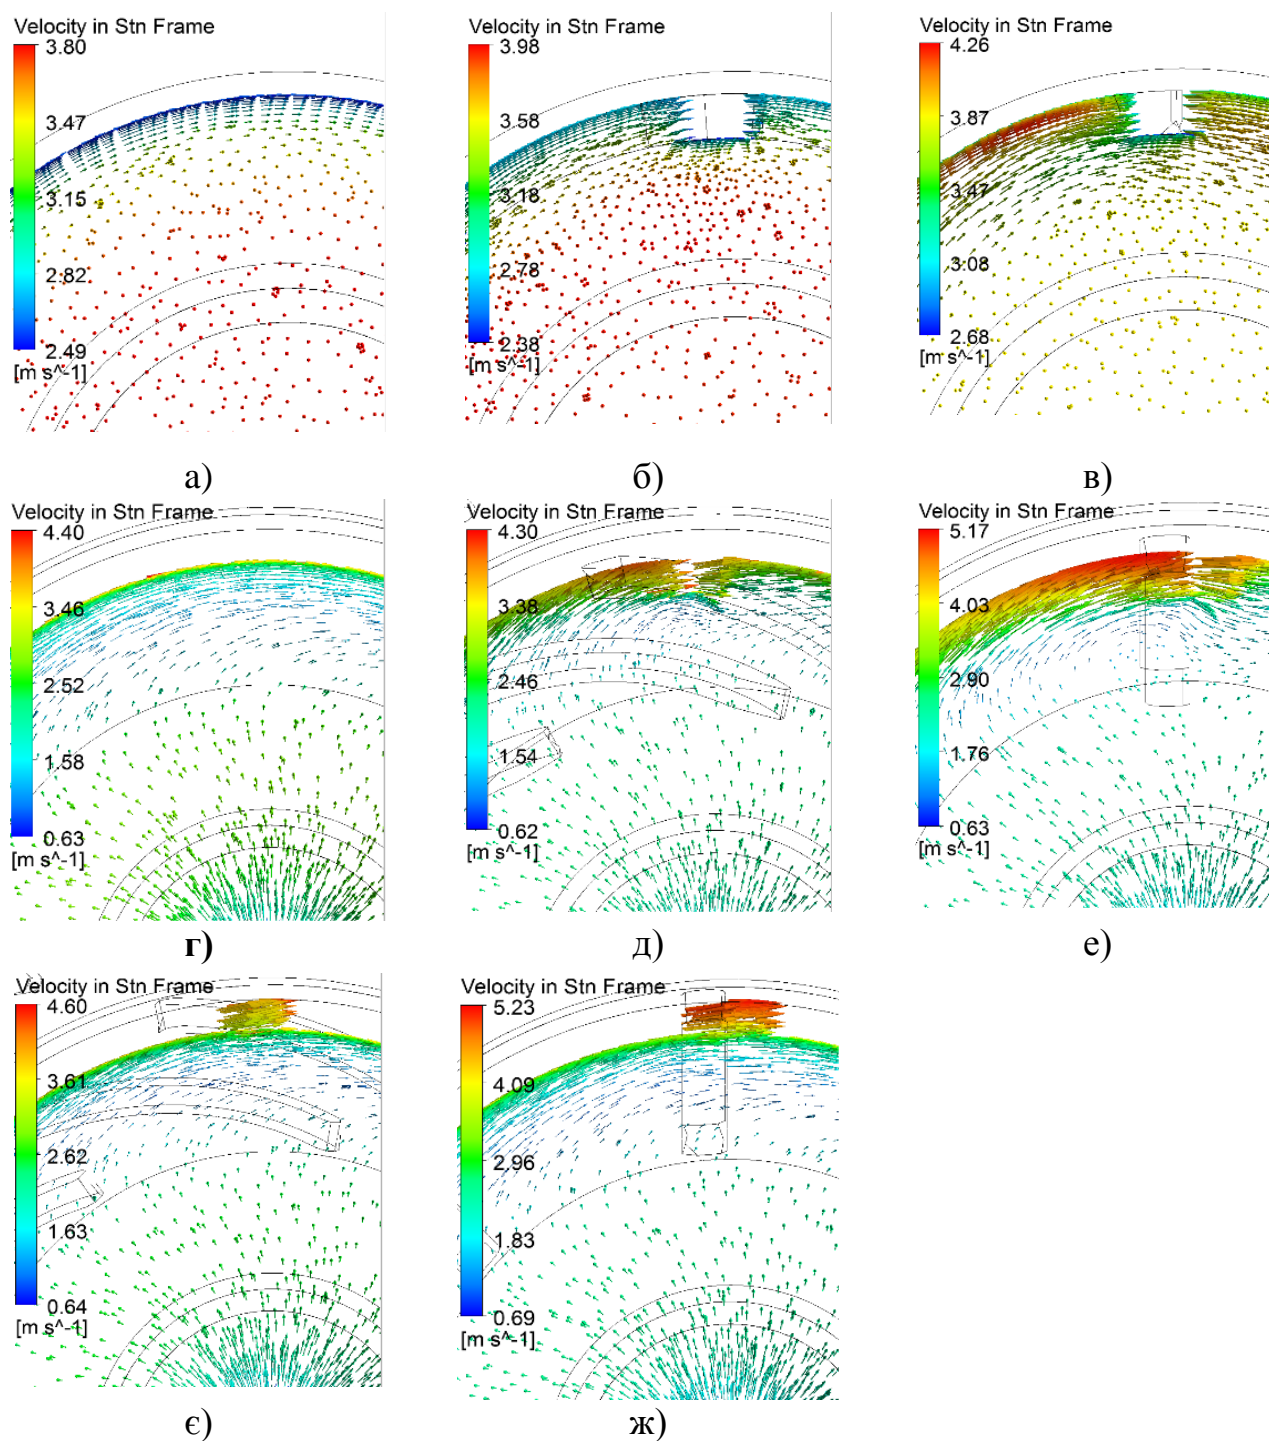 Velocity in Stn Frame
3.80
3.47
3.15
2.82
2.49
[m s^-1]
а)
Velocity in Stn Frame
3.98
3.58
3.18
2.78
2.38
[m s^-1]
б)
Velocity in Stn Frame
4.26
3.87
3.47
3.08
2.68
[m s^-1]
в)
Velocity in Stn Frame
4.40
3.46
2.52
1.58
0.63
[m s^-1]
г)
Velocity in Stn Frame
4.30
3.38
2.46
1.54
0.62
[m s^-1]
д)
Velocity in Stn Frame
5.17
4.03
2.90
1.76
0.63
[m s^-1]
е)
Velocity in Stn Frame
4.60
3.61
2.62
1.63
0.64
[m s^-1]
є)
Velocity in Stn Frame
5.23
4.09
2.96
1.83
0.69
[m s^-1]
ж)